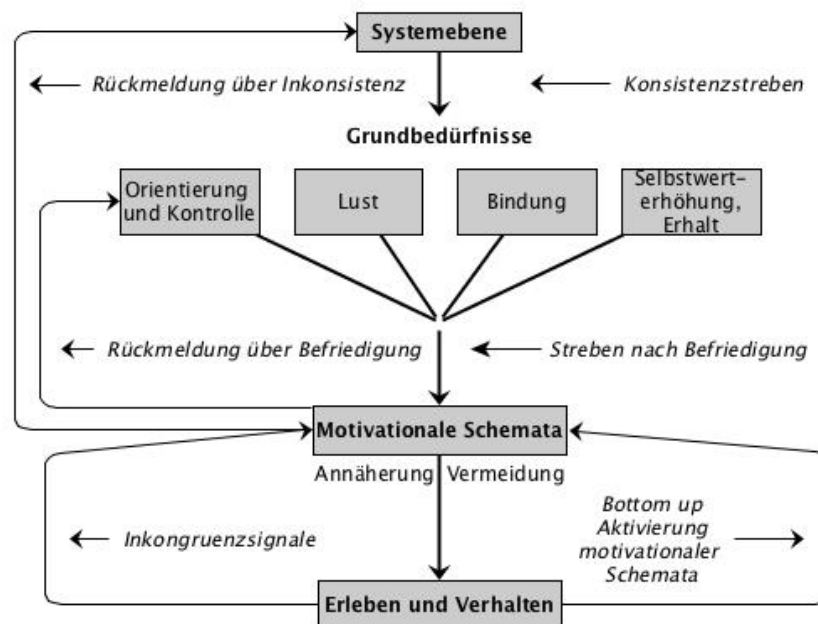 Systemebene
Rückmeldung über Inkonsistenz
Konsistenzstreben
Grundbedürfnisse
Orientierung
und Kontrolle
Lust
Bindung
Selbstwert-
erhöhung,
Erhalt
Rückmeldung über Befriedigung
Streben nach Befriedigung
Motivationale Schemata
Annäherung
Vermeidung
Inkongruenzsignale
Bottom up
Aktivierung
motivationaler
Schemata
Erleben und Verhalten